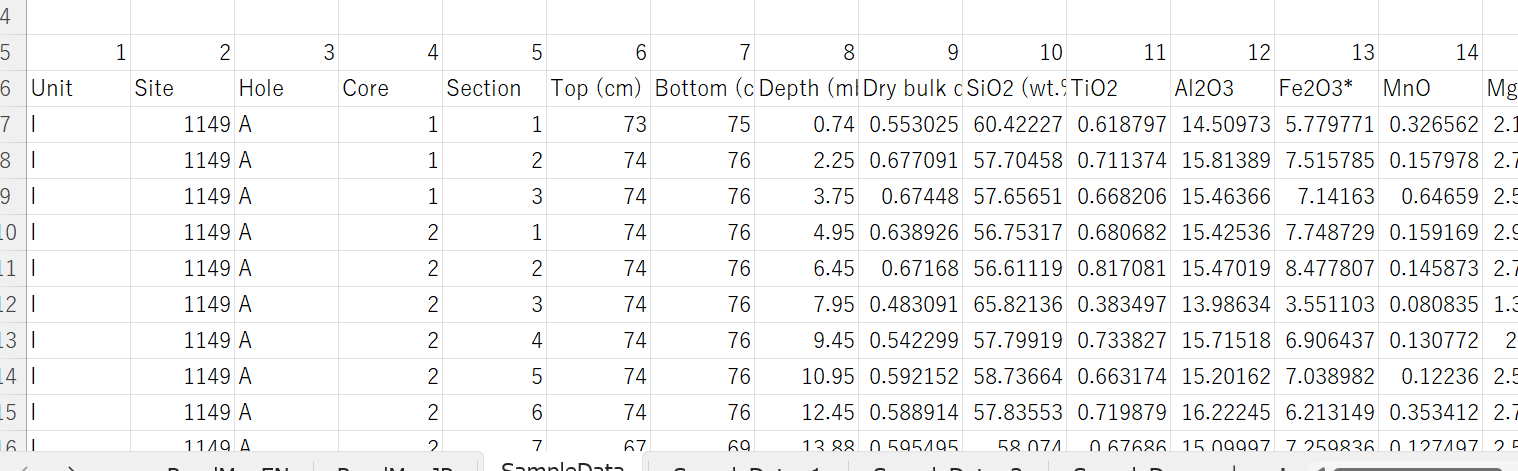 4
5 1 2 3 4 5 6 7 8 9 10 11 12 13 14
6 Unit Site Hole Core Section Top (cm) Bottom (c Depth (m Dry bulk SiO2 (wt.% TiO2 Al2O3 Fe2O3* MnO Mg
7 I 1149 A 1 1 73 75 0.74 0.553025 60.42227 0.618797 14.50973 5.779771 0.326562 2.1
8 I 1149 A 1 2 74 76 2.25 0.677091 57.70458 0.711374 15.81389 7.515785 0.157978 2.7
9 I 1149 A 1 3 74 76 3.75 0.67448 57.65651 0.668206 15.46366 7.14163 0.64659 2.5
10 I 1149 A 2 1 74 76 4.95 0.638926 56.75317 0.680682 15.42536 7.748729 0.159169 2.9
11 I 1149 A 2 2 74 76 6.45 0.67168 56.61119 0.817081 15.47019 8.477807 0.145873 2.7
12 I 1149 A 2 3 74 76 7.95 0.483091 65.82136 0.383497 13.98634 3.551103 0.080835 1.3
13 I 1149 A 2 4 74 76 9.45 0.542299 57.79919 0.733827 15.71518 6.906437 0.130772 2
14 I 1149 A 2 5 74 76 10.95 0.592152 58.73664 0.663174 15.20162 7.038982 0.12236 2.5
15 I 1149 A 2 6 74 76 12.45 0.588914 57.83553 0.719879 16.22245 6.213149 0.353412 2.7
16 I 1149 A 2 7 67 69 13.88 0.595495 58.074 0.67686 15.09997 7.259836 0.127497 2.5
SampleData